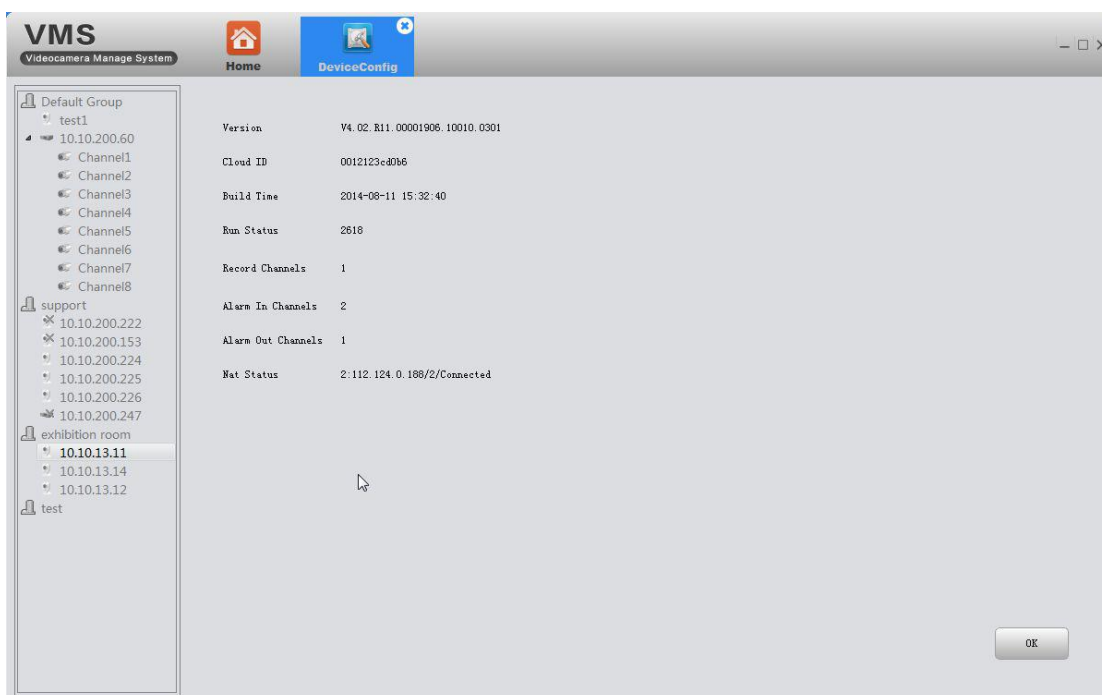 VMS
Videocamera Manage System
Home
DeviceConfig
Default Group
test1
10.10.200.60
Channel1
Channel2
Channel3
Channel4
Channel5
Channel6
Channel7
Channel8
support
10.10.200.222
10.10.200.153
10.10.200.224
10.10.200.225
10.10.200.226
10.10.200.247
exhibition room
10.10.13.11
10.10.13.14
10.10.13.12
test
Version V4.02.R11.00001906.10010.0301
Cloud ID 0012123cd0b6
Build Time 2014-08-11 15:32:40
Run Status 2618
Record Channels 1
Alarm In Channels 2
Alarm Out Channels 1
Nat Status 2:112.124.0.188/2/Connected
OK